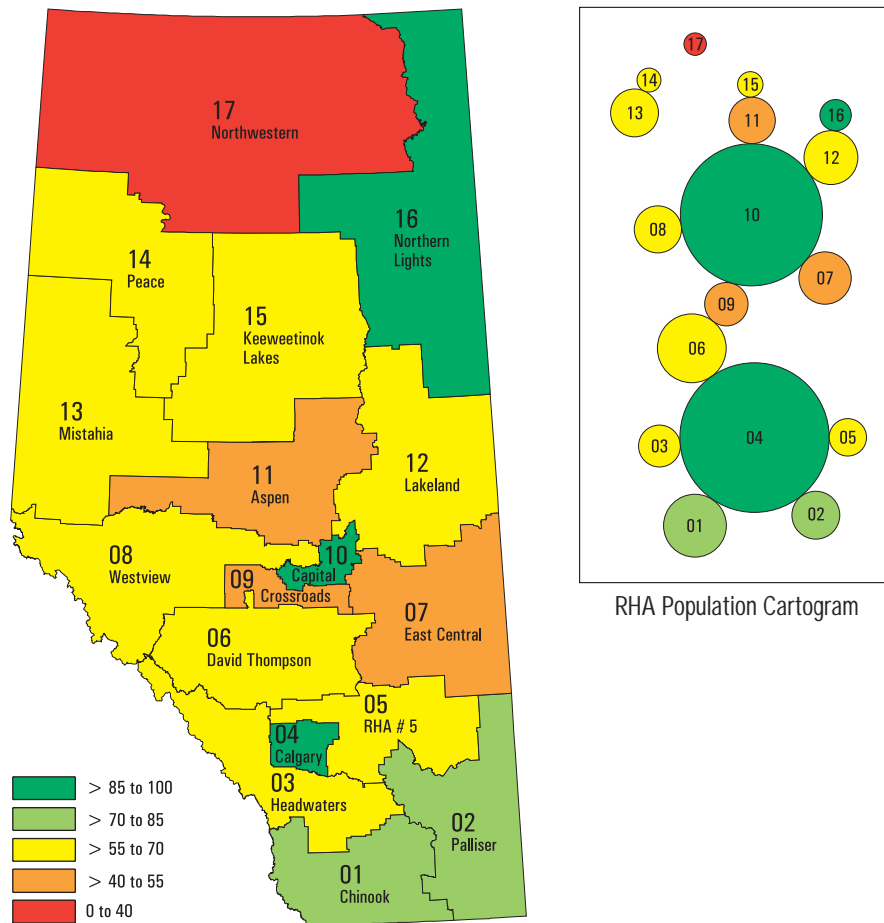 17
Northwestern
16
Northern
Lights
14
Peace
15
Keeweetinok
Lakes
13
Mistahia
11
Aspen
12
Lakeland
08
Westview
10
Capital
09
Crossroads
07
East Central
06
David Thompson
05
RHA # 5
04
Calgary
03
Headwaters
02
Palliser
01
Chinook
> 85 to 100
> 70 to 85
> 55 to 70
> 40 to 55
0 to 40
17
14
15
13
11
16
12
10
08
07
09
06
04
03
05
01
02
RHA Population Cartogram